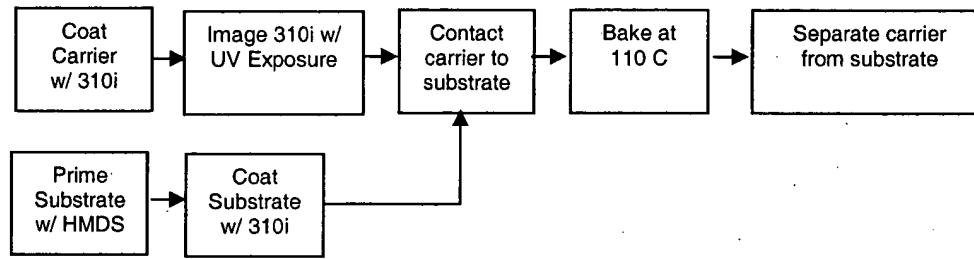 Coat
Carrier
w/ 310i
Image 310i w/
UV Exposure
Contact
carrier to
substrate
Bake at
110 C
Separate carrier
from substrate
Prime
Substrate
w/ HMDS
Coat
Substrate
w/ 310i